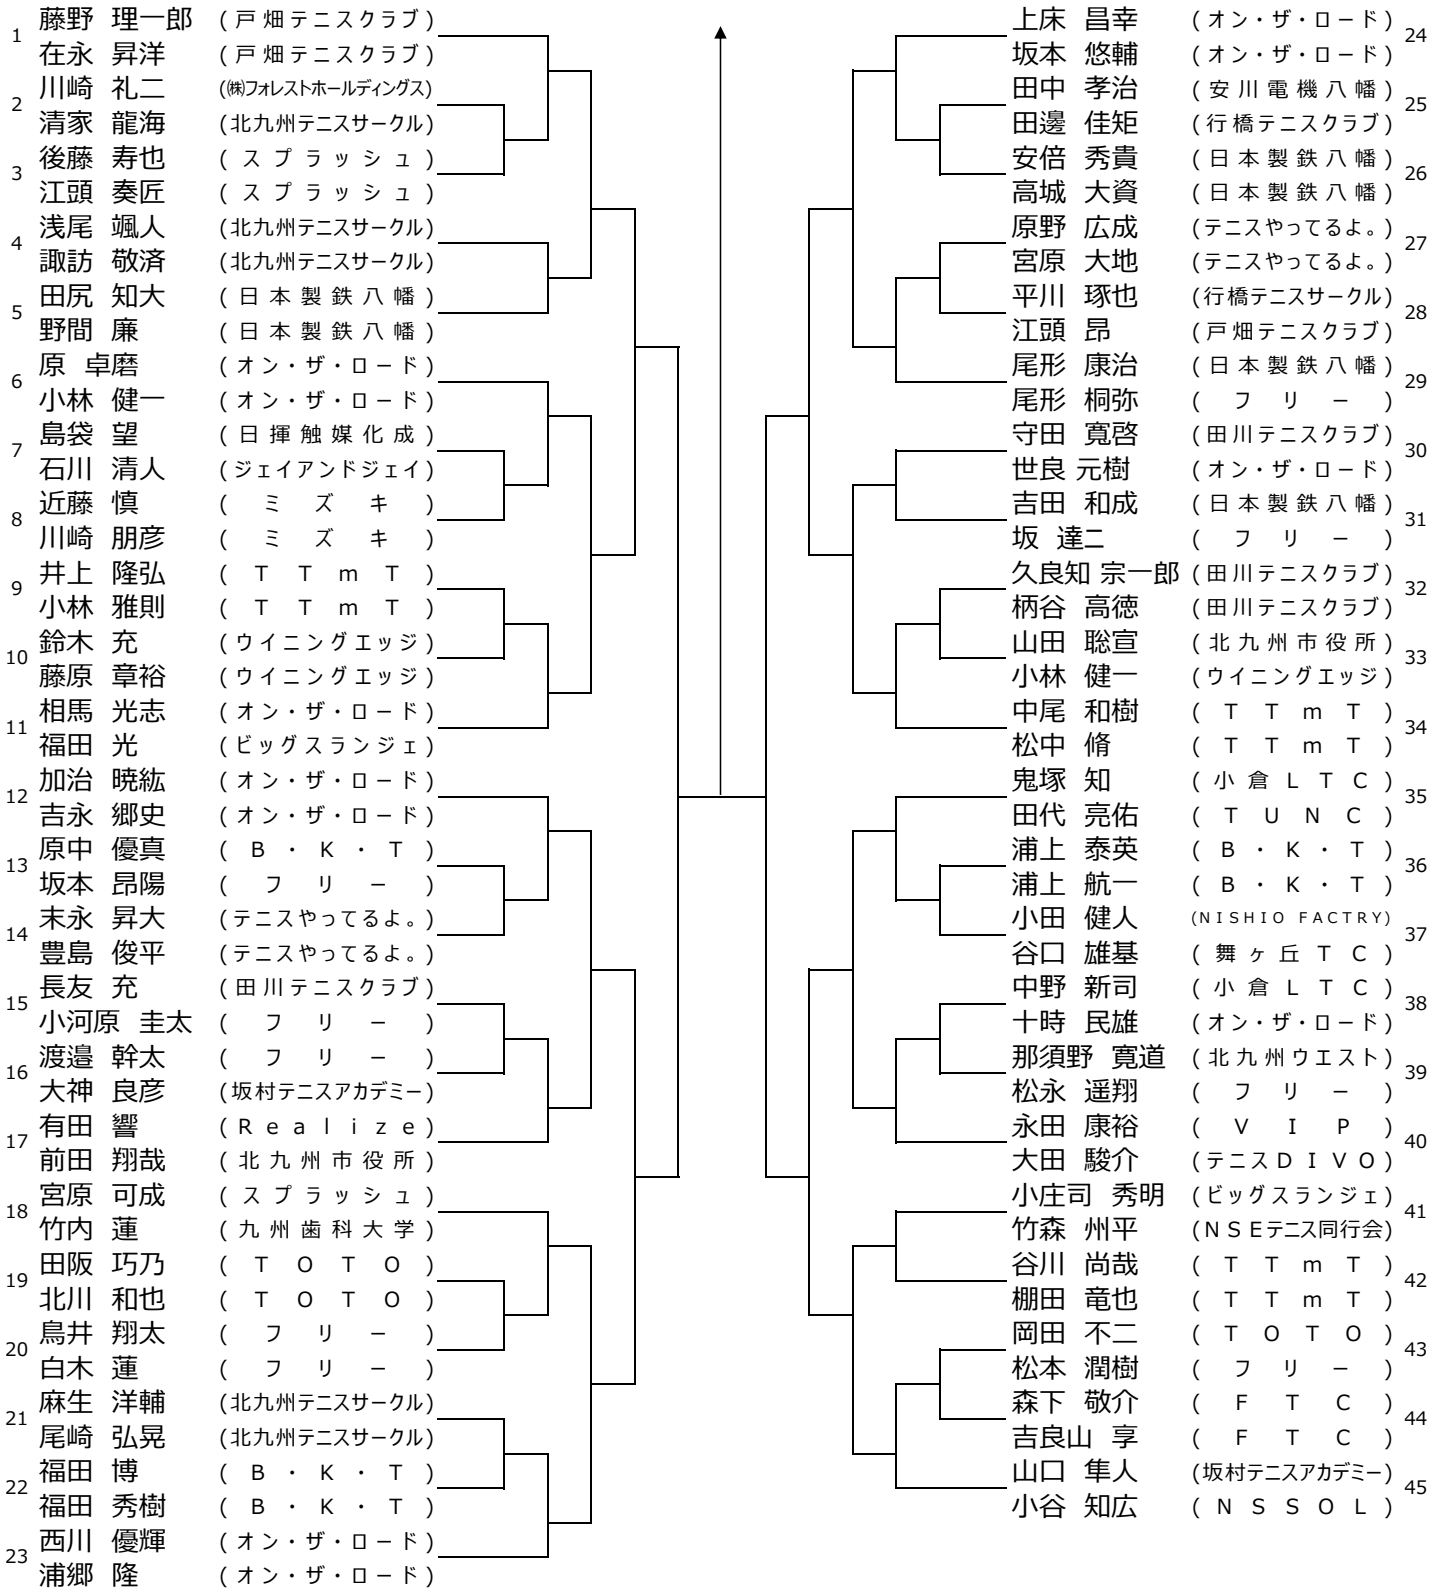 1 藤野 理一郎 (戸畑テニスクラブ)
在永 昇洋 (戸畑テニスクラブ)
2 川崎 礼二 (㈱フォレストホールディングス)
清家 龍海 (北九州テニスサークル)
3 後藤 寿也 (スプラッシュ)
江頭 奏匠 (スプラッシュ)
4 浅尾 颯人 (北九州テニスサークル)
諏訪 敬済 (北九州テニスサークル)
5 田尻 知大 (日本製鉄八幡)
野間 廉 (日本製鉄八幡)
6 原 卓磨 (オン・ザ・ロード)
小林 健一 (オン・ザ・ロード)
7 島袋 望 (日揮触媒化成)
石川 清人 (ジェイアンドジェイ)
8 近藤 慎 (ミズキ)
川崎 朋彦 (ミズキ)
9 井上 隆弘 (TTmT)
小林 雅則 (TTmT)
10 鈴木 充 (ウイニングエッジ)
藤原 章裕 (ウイニングエッジ)
11 相馬 光志 (オン・ザ・ロード)
福田 光 (ビッグスランジェ)
12 加治 暁紘 (オン・ザ・ロード)
吉永 郷史 (オン・ザ・ロード)
13 原中 優真 (B・K・T)
坂本 昂陽 (フリー)
14 末永 昇大 (テニスやってるよ。)
豊島 俊平 (テニスやってるよ。)
15 長友 充 (田川テニスクラブ)
小河原 圭太 (フリー)
16 渡邉 幹太 (フリー)
大神 良彦 (坂村テニスアカデミー)
17 有田 響 (Realize)
前田 翔哉 (北九州市役所)
18 宮原 可成 (スプラッシュ)
竹内 蓮 (九州歯科大学)
19 田阪 巧乃 (TOTO)
北川 和也 (TOTO)
20 鳥井 翔太 (フリー)
白木 蓮 (フリー)
21 麻生 洋輔 (北九州テニスサークル)
尾崎 弘晃 (北九州テニスサークル)
22 福田 博 (B・K・T)
福田 秀樹 (B・K・T)
23 西川 優輝 (オン・ザ・ロード)
浦郷 隆 (オン・ザ・ロード)
上床 昌幸 (オン・ザ・ロード) 24
坂本 悠輔 (オン・ザ・ロード)
田中 孝治 (安川電機八幡) 25
田邊 佳矩 (行橋テニスクラブ)
安倍 秀貴 (日本製鉄八幡) 26
高城 大資 (日本製鉄八幡)
原野 広成 (テニスやってるよ。) 27
宮原 大地 (テニスやってるよ。)
平川 琢也 (行橋テニスサークル) 28
江頭 昂 (戸畑テニスクラブ)
尾形 康治 (日本製鉄八幡) 29
尾形 桐弥 (フリー)
守田 寛啓 (田川テニスクラブ) 30
世良 元樹 (オン・ザ・ロード)
吉田 和成 (日本製鉄八幡) 31
坂 達二 (フリー)
久良知 宗一郎 (田川テニスクラブ) 32
柄谷 高徳 (田川テニスクラブ)
山田 聡宣 (北九州市役所) 33
小林 健一 (ウイニングエッジ)
中尾 和樹 (TTmT) 34
松中 脩 (TTmT)
鬼塚 知 (小倉LTC) 35
田代 亮佑 (TUNC)
浦上 泰英 (B・K・T) 36
浦上 航一 (B・K・T)
小田 健人 (NISHIO FACTRY) 37
谷口 雄基 (舞ヶ丘TC)
中野 新司 (小倉LTC) 38
十時 民雄 (オン・ザ・ロード)
那須野 寛道 (北九州ウエスト) 39
松永 遥翔 (フリー)
永田 康裕 (VIP) 40
大田 駿介 (テニスDIVO)
小庄司 秀明 (ビッグスランジェ) 41
竹森 州平 (NSEテニス同行会)
谷川 尚哉 (TTmT) 42
棚田 竜也 (TTmT)
岡田 不二 (TOTO) 43
松本 潤樹 (フリー)
森下 敬介 (FTC) 44
吉良山 享 (FTC)
山口 隼人 (坂村テニスアカデミー) 45
小谷 知広 (NSSOL)